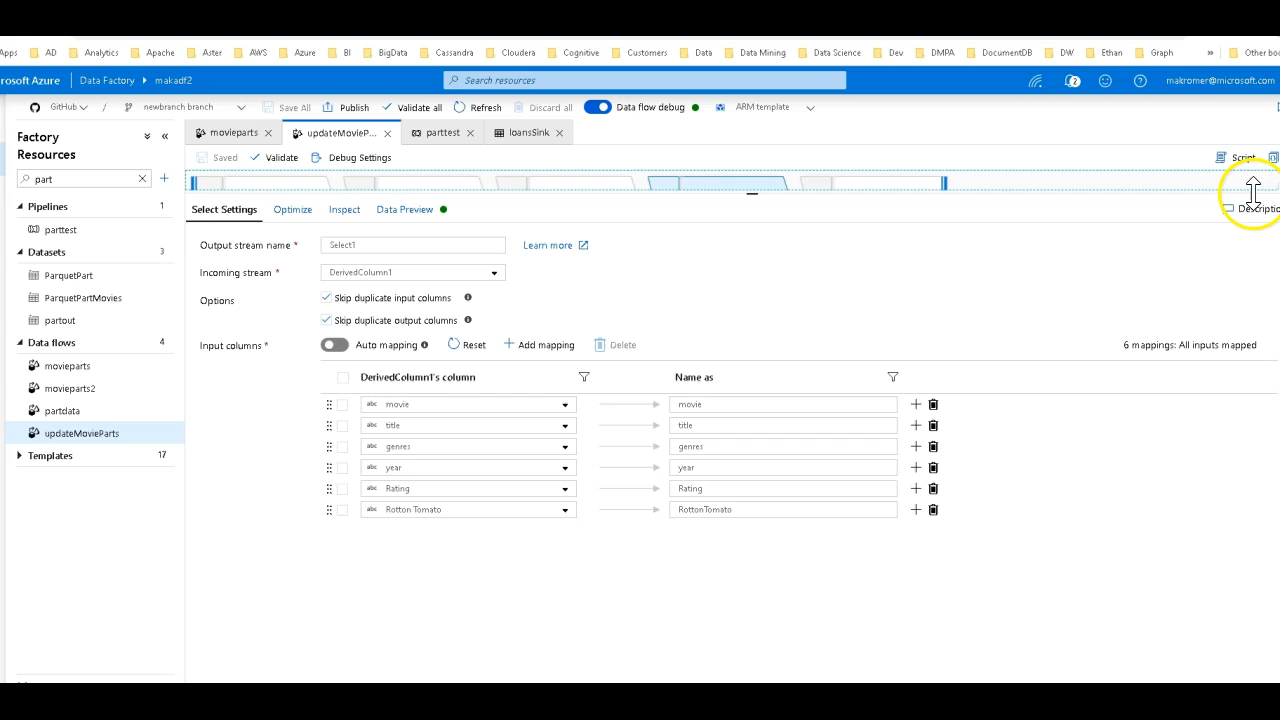 Apps AD Analytics Apache Aster AWS Azure BI BigData Cassandra Cloudera Cognitive Customers Data Data Mining Data Science Dev DMPA DocumentDB DW Ethan Graph » Other boo
rosoft Azure Data Factory makadf2 Search resources 2 makromer@microsoft.com
GitHub newbranch branch Save All Publish Validate all Refresh Discard all Data flow debug ARM template
Factory Resources
movieparts updateMovieP... parttest loansSink
Saved Validate Debug Settings Script
part
Select Settings Optimize Inspect Data Preview Descriptio
Pipelines 1
parttest
Datasets 3
ParquetPart
ParquetPartMovies
partout
Data flows 4
movieparts
movieparts2
partdata
updateMovieParts
Templates 17
Output stream name * Select1 Learn more
Incoming stream * DerivedColumn1
Options Skip duplicate input columns
Skip duplicate output columns
Input columns * Auto mapping Reset Add mapping Delete 6 mappings: All inputs mapped
DerivedColumn1's column Name as
abc movie movie
abc title title
abc genres genres
abc year year
abc Rating Rating
abc Rotton Tomato RottonTomato